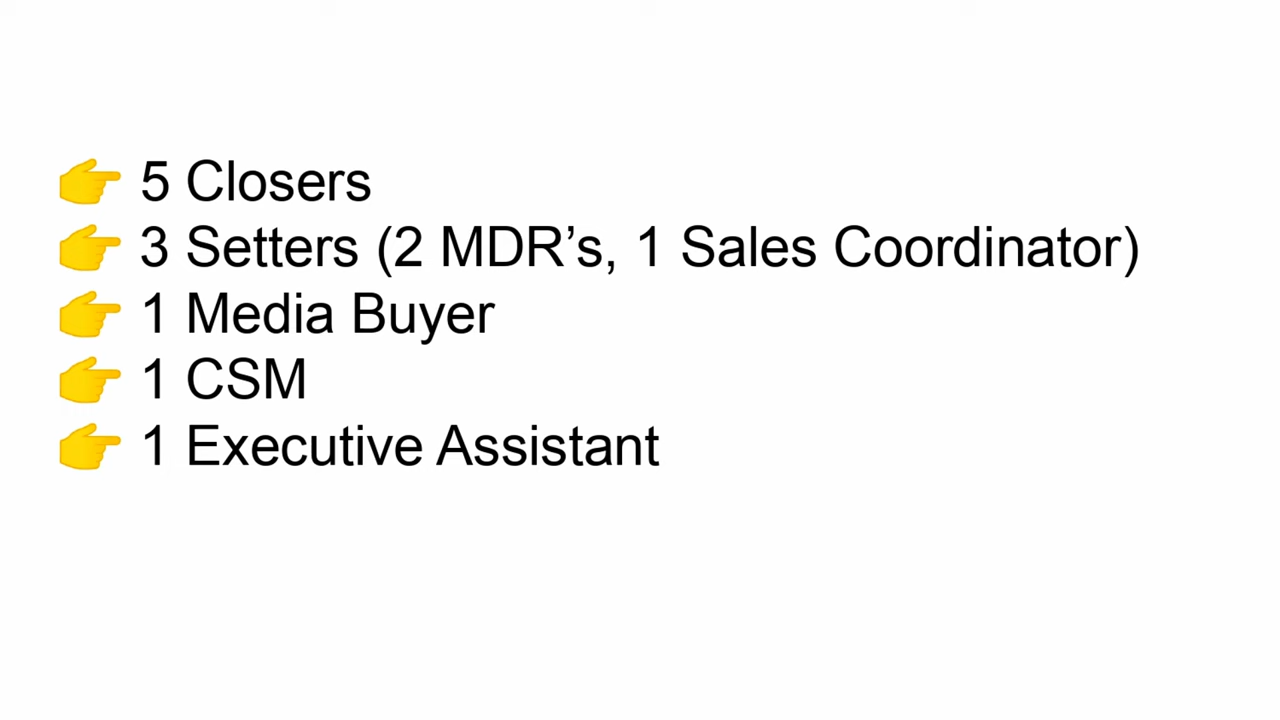 👉 5 Closers
👉 3 Setters (2 MDR’s, 1 Sales Coordinator)
👉 1 Media Buyer
👉 1 CSM
👉 1 Executive Assistant